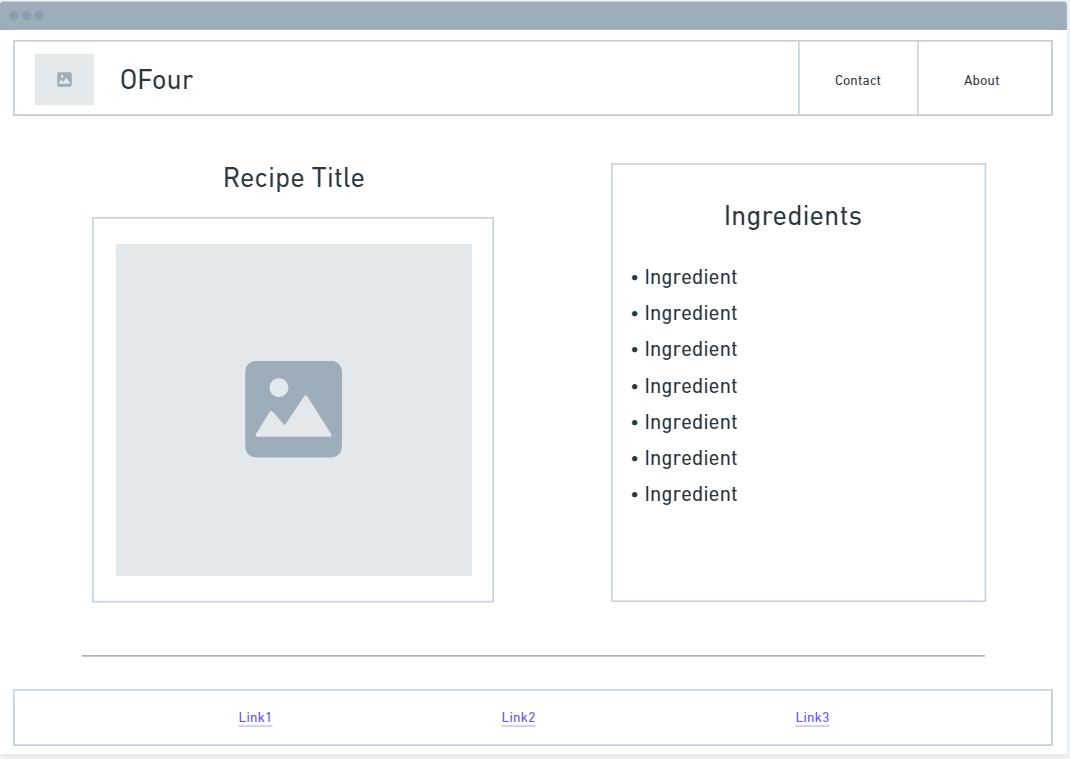 OFour
Contact
About
Recipe Title
Ingredients
• Ingredient
• Ingredient
• Ingredient
• Ingredient
• Ingredient
• Ingredient
• Ingredient
Link1
Link2
Link3